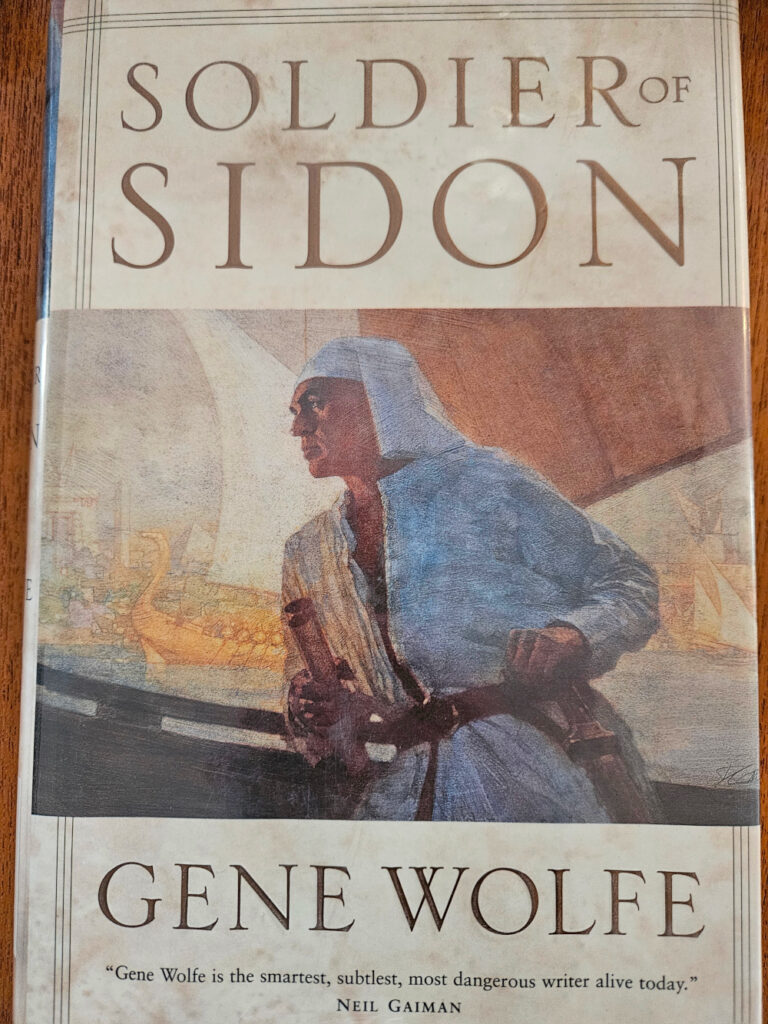 SOLDIER OF
SIDON
GENE WOLFE
“Gene Wolfe is the smartest, subtlest, most dangerous writer alive today.”
NEIL GAIMAN